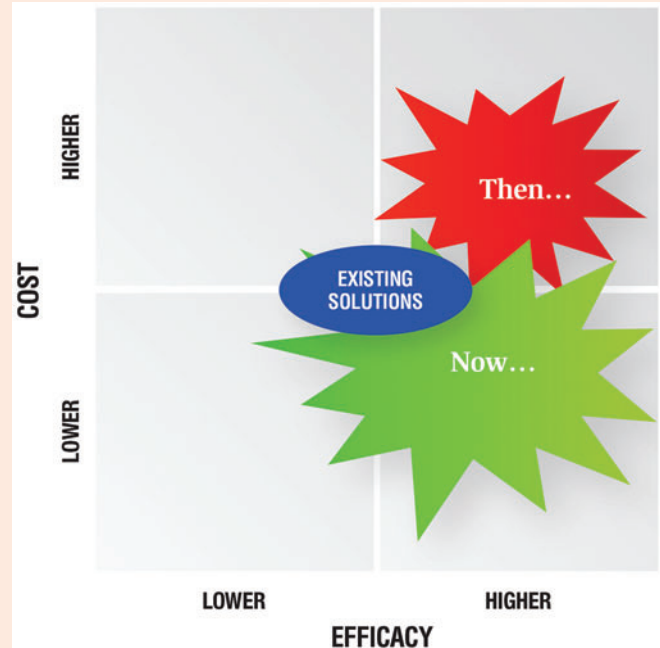 HIGHER
Then...
COST
EXISTING
SOLUTIONS
Now...
LOWER
LOWER
HIGHER
EFFICACY